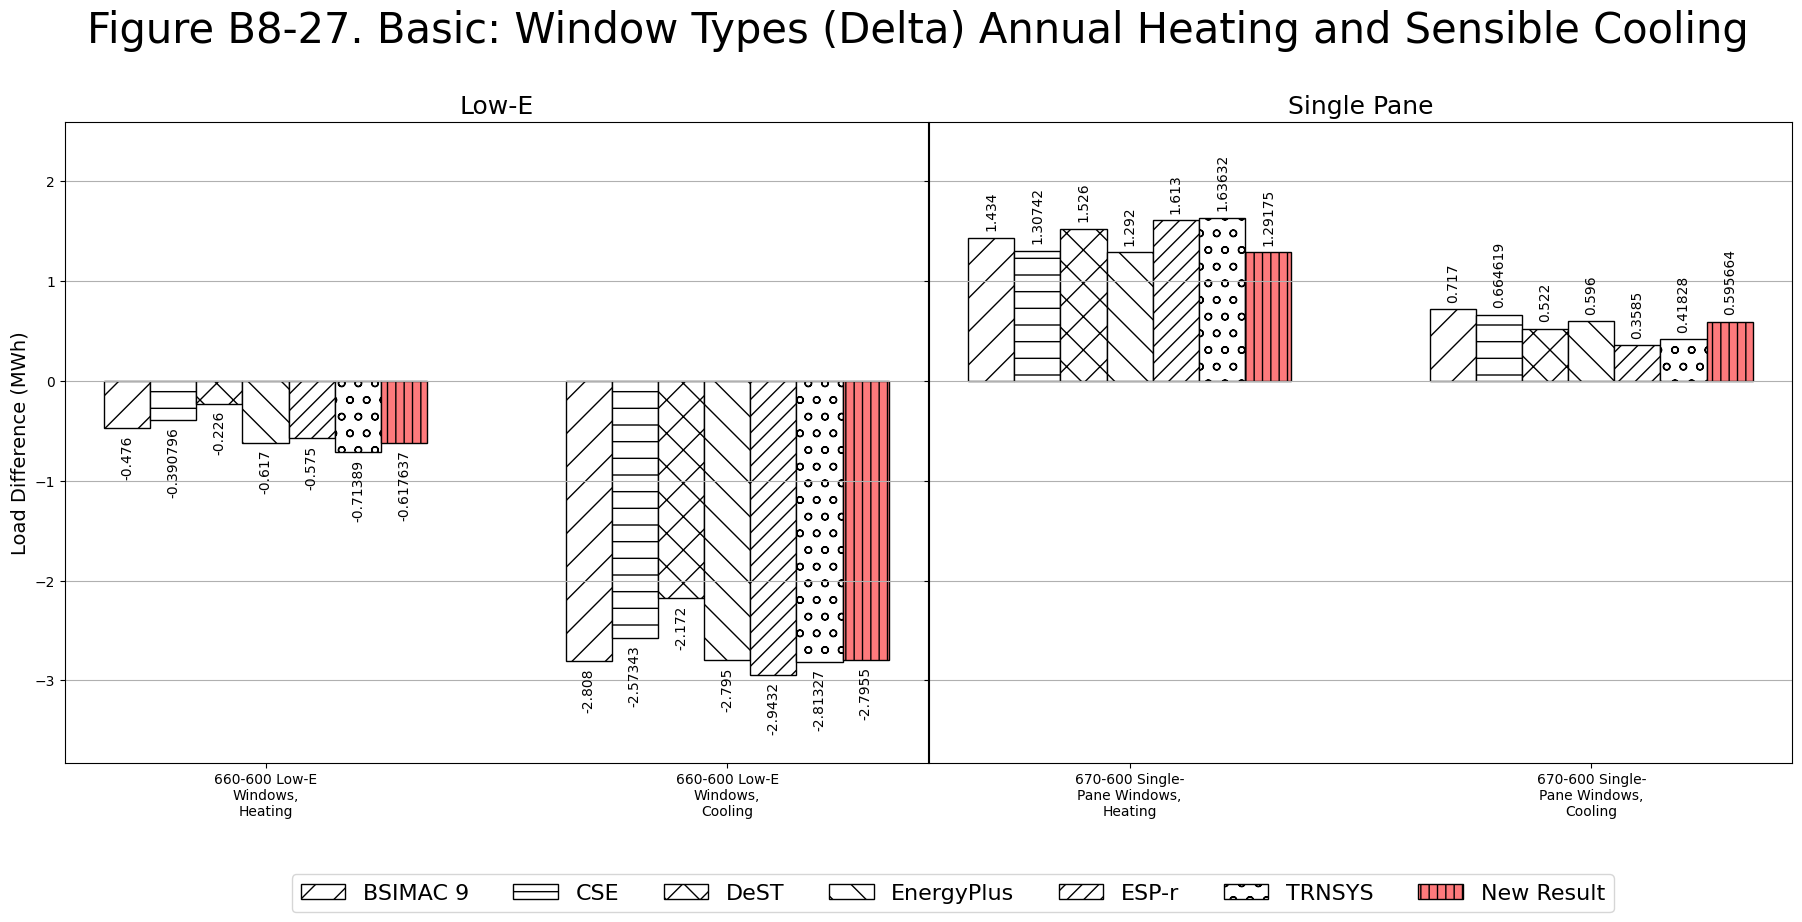 Figure B8-27. Basic: Window Types (Delta) Annual Heating and Sensible Cooling
Low-E
Single Pane
Load Difference (MWh)
2
1
0
−1
−2
−3
-0.476
-0.390796
-0.226
-0.617
-0.575
-0.71389
-0.617637
-2.808
-2.57343
-2.172
-2.795
-2.9432
-2.81327
-2.7955
1.434
1.30742
1.526
1.292
1.613
1.63632
1.29175
0.717
0.664619
0.522
0.596
0.3585
0.41828
0.595664
660-600 Low-E
Windows,
Heating
660-600 Low-E
Windows,
Cooling
670-600 Single-
Pane Windows,
Heating
670-600 Single-
Pane Windows,
Cooling
BSIMAC 9
CSE
DeST
EnergyPlus
ESP-r
TRNSYS
New Result